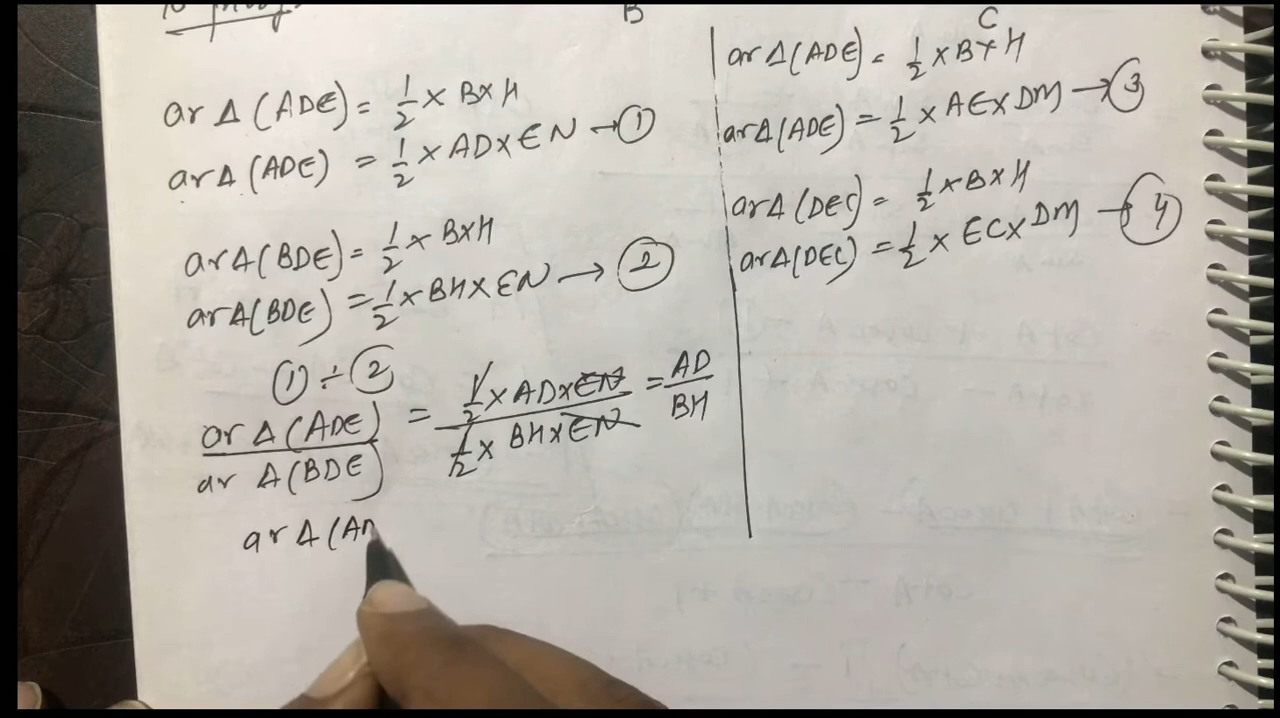 B
C
ar Δ (ADE) = 1/2 × B×H
ar Δ (ADE) = 1/2 × AD×EN → ①
ar Δ (BDE) = 1/2 × B×H
ar Δ (BDE) = 1/2 × BH×EN → ②
① ÷ ②
ar Δ (ADE) / ar Δ (BDE) = 1/2 × AD×EN / 1/2 × BH×EN = AD / BH
ar Δ (AD
ar Δ (ADE) = 1/2 × B×H
ar Δ (ADE) = 1/2 × AE×DM → ③
ar Δ (DEC) = 1/2 × B×H
ar Δ (DEC) = 1/2 × EC×DM → ④